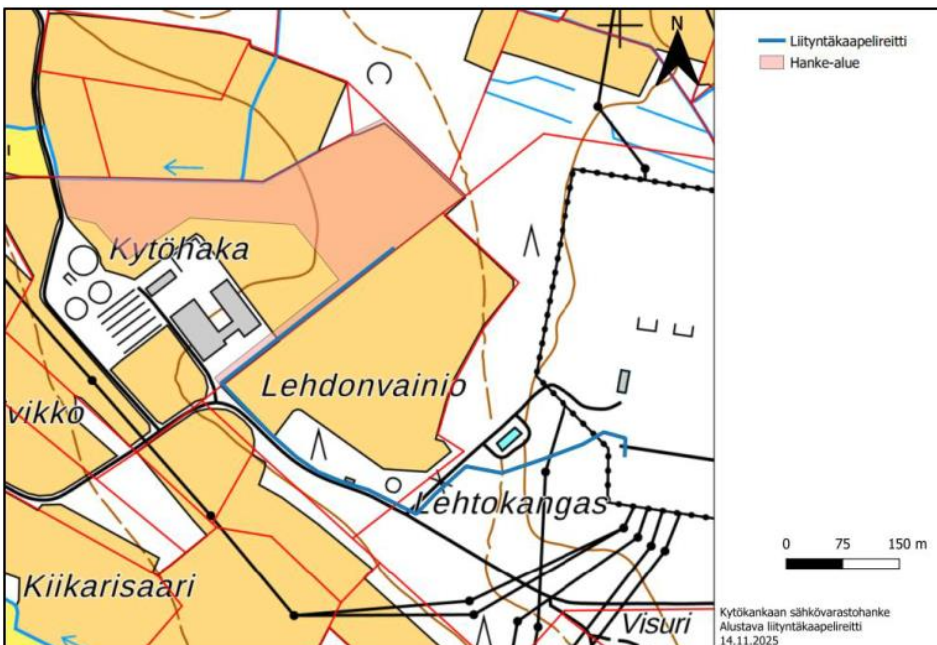 N
Liityntäkaapelireitti
Hanke-alue
Kytöhaka
Lehdonvainio
vikko
Lehtokangas
Kiikarisaari
Visuri
0 75 150 m
Kytökankaan sähkövarastohanke
Alustava liityntäkaapelireitti
14.11.2025